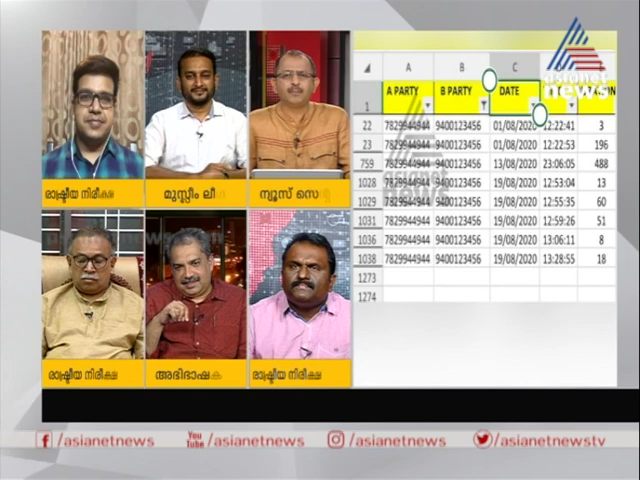 asianet
news
രാഷ്ട്രീയ നിരീക്ഷ
മുസ്ലീം ലീ
ന്യൂസ്
രാഷ്ട്രീയ നിരീക്ഷ
അഭിഭാഷക
രാഷ്ട്രീയ നിരീക്ഷ
A B C
1 A PARTY B PARTY DATE
22 7829944944 9400123456 01/08/2020 12:22:41 3
23 7829944944 9400123456 01/08/2020 12:22:53 196
759 7829944944 9400123456 13/08/2020 23:06:05 488
1028 7829944944 9400123456 19/08/2020 12:53:04 13
1029 7829944944 9400123456 19/08/2020 12:55:35 60
1031 7829944944 9400123456 19/08/2020 12:59:26 51
1036 7829944944 9400123456 19/08/2020 13:06:11 8
1038 7829944944 9400123456 19/08/2020 13:28:55 18
1273
1274
/asianetnews You Tube /asianetnews /asianetnews /asianetnewstv